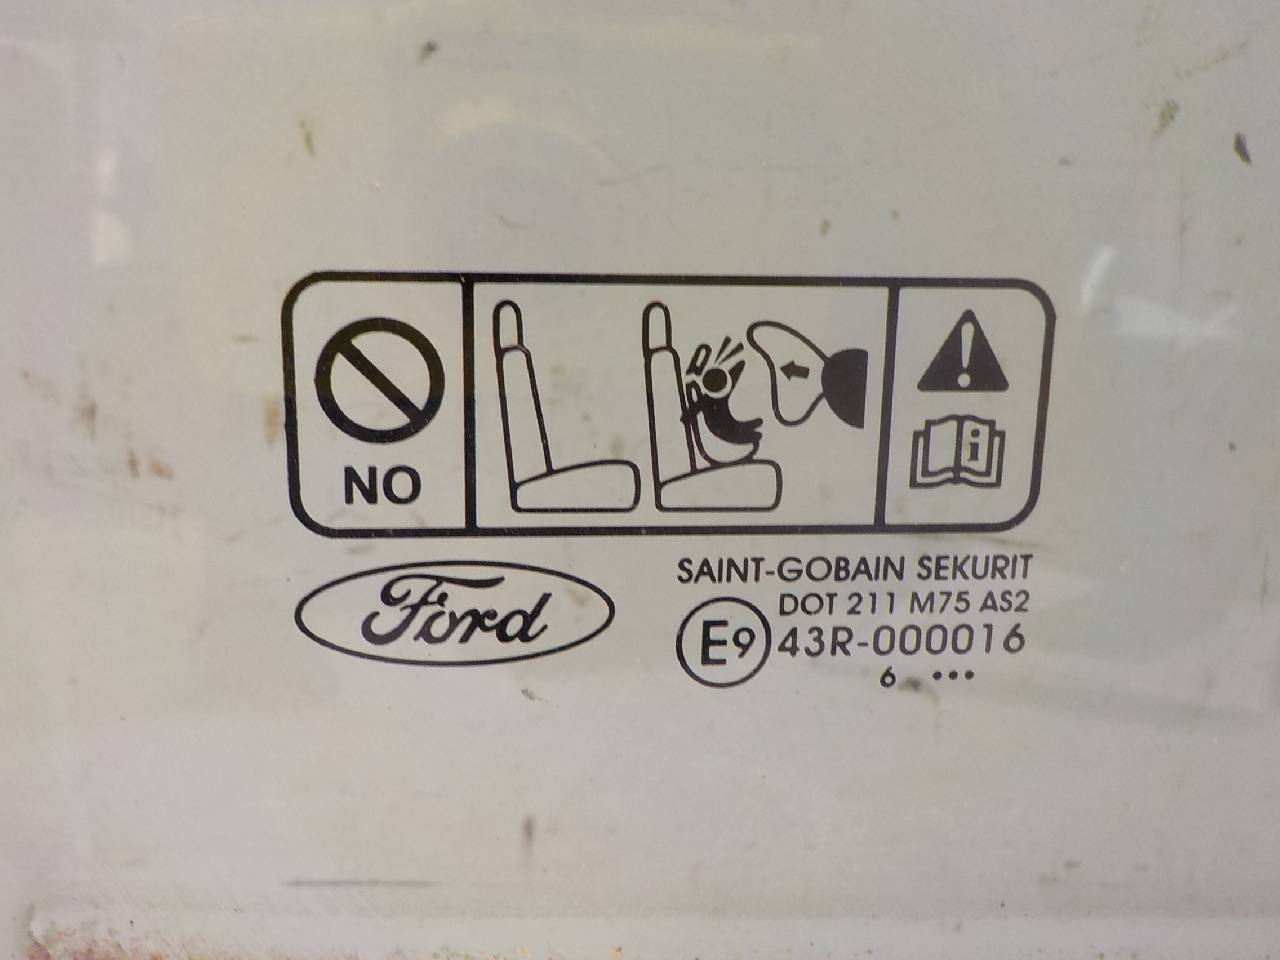 NO
i
Ford
SAINT-GOBAIN SEKURIT
DOT 211 M75 AS2
E9 43R-000016
6 •••